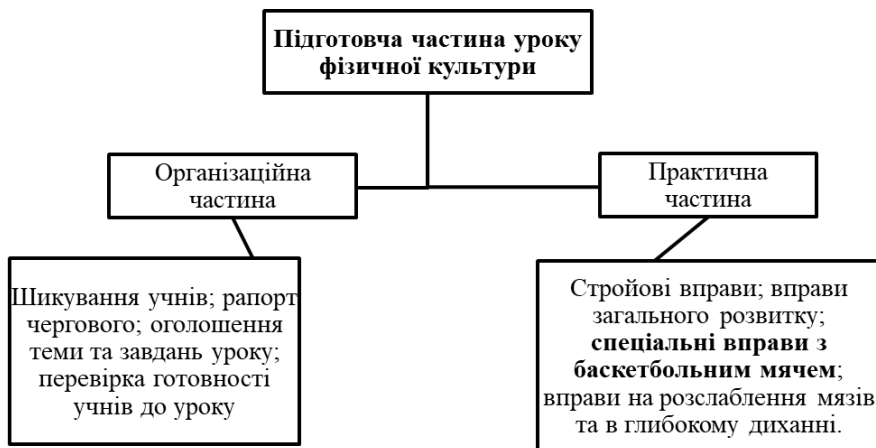 Підготовча частина уроку
фізичної культури
Організаційна
частина
Практична
частина
Шикування учнів; рапорт
чергового; оголошення
теми та завдань уроку;
перевірка готовності
учнів до уроку
Стройові вправи; вправи
загального розвитку;
спеціальні вправи з
баскетбольним мячем;
вправи на розслаблення мязів
та в глибокому диханні.